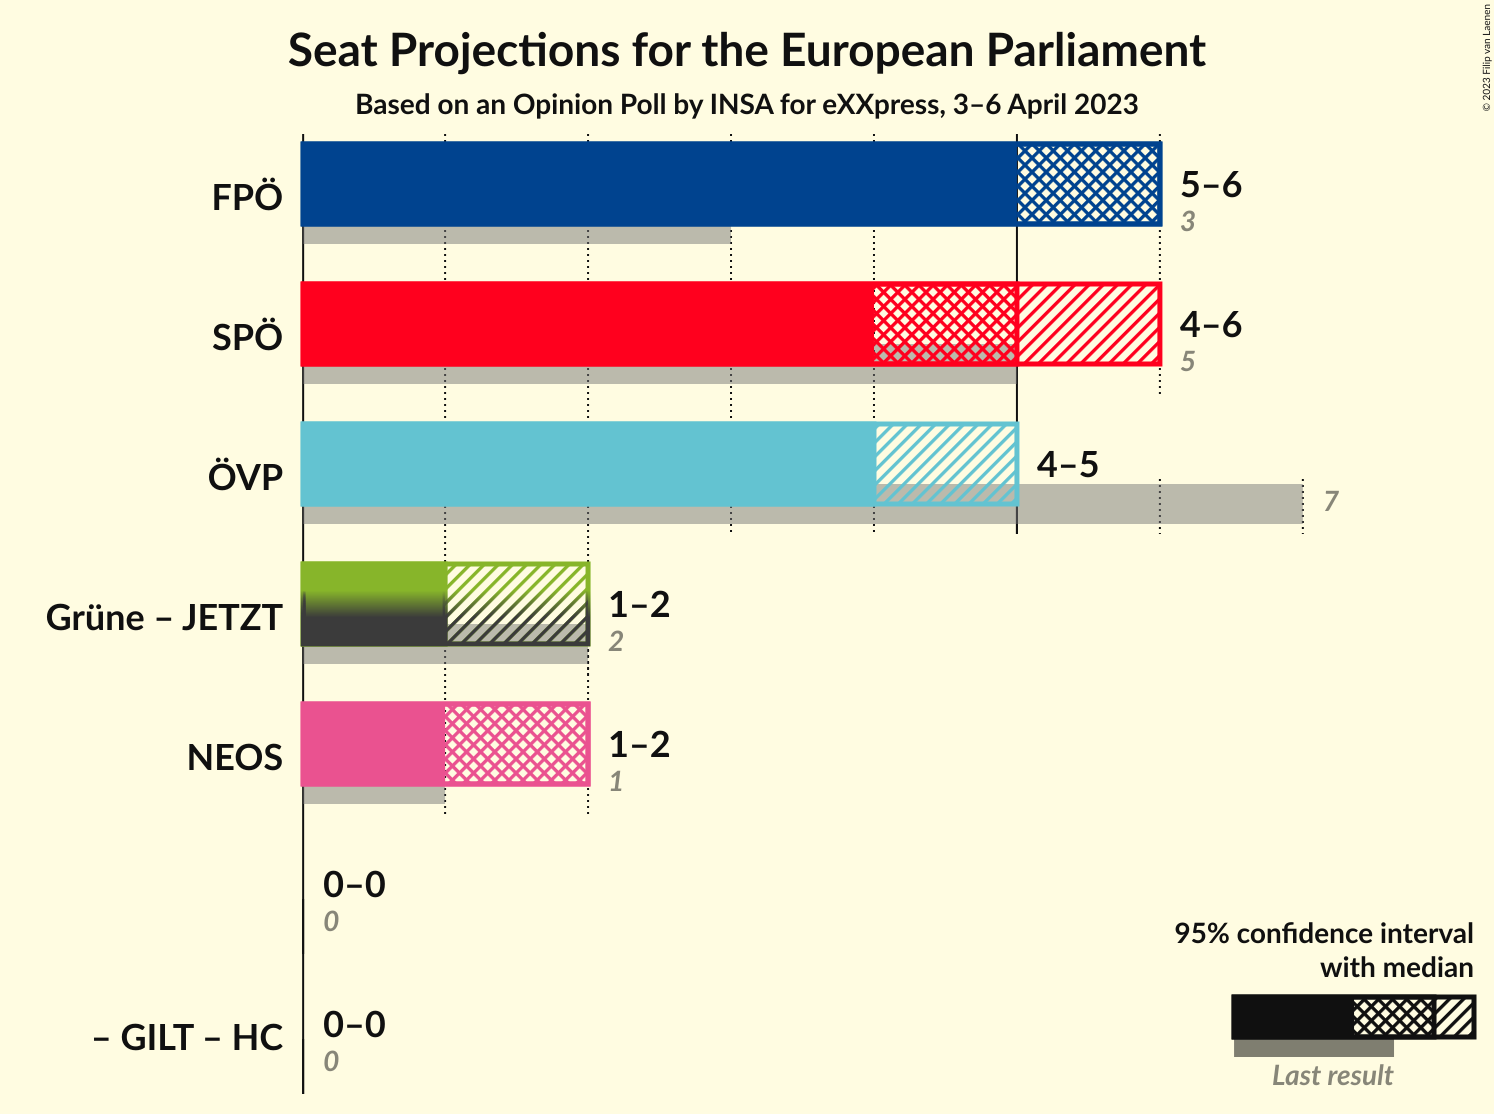 Seat Projections for the European Parliament
Based on an Opinion Poll by INSA for eXXpress, 3–6 April 2023
© 2023 Filip van Laenen
FPÖ
5–6
3
SPÖ
4–6
5
ÖVP
4–5
7
Grüne – JETZT
1–2
2
NEOS
1–2
1
0–0
0
– GILT – HC
0–0
0
95% confidence interval
with median
Last result